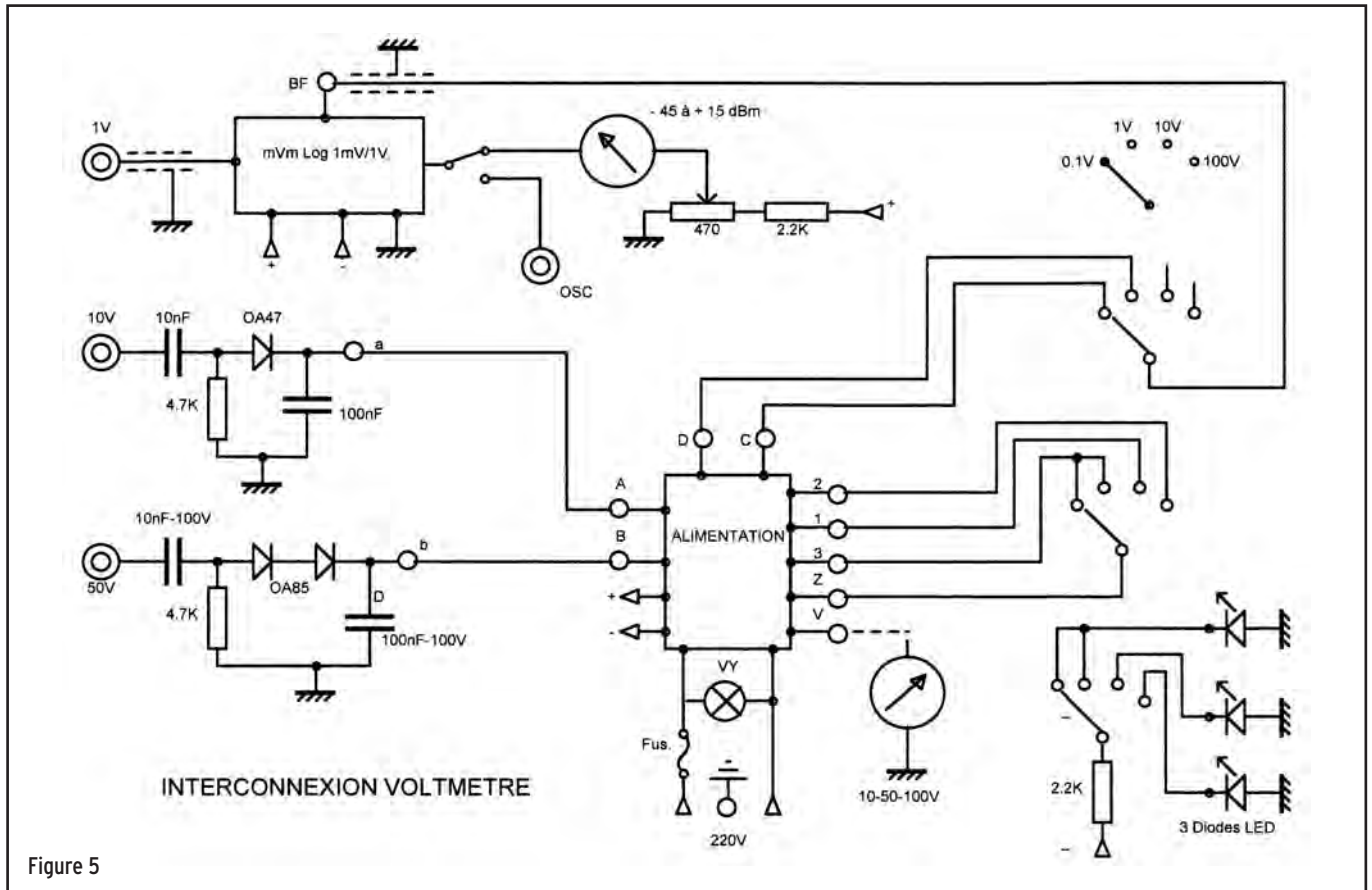 BF
- 45 à + 15 dBm
1V
mVm Log 1mV/1V
+
-
470
2.2K
+
OSC
1V
10V
0.1V
100V
10V
10nF
OA47
a
4.7K
100nF
D
C
10nF-100V
50V
OA85
b
4.7K
D
100nF-100V
A
B
+
-
ALIMENTATION
2
1
3
Z
V
VY
Fus.
220V
10-50-100V
–
2.2K
–
3 Diodes LED
INTERCONNEXION VOLTMETRE
Figure 5